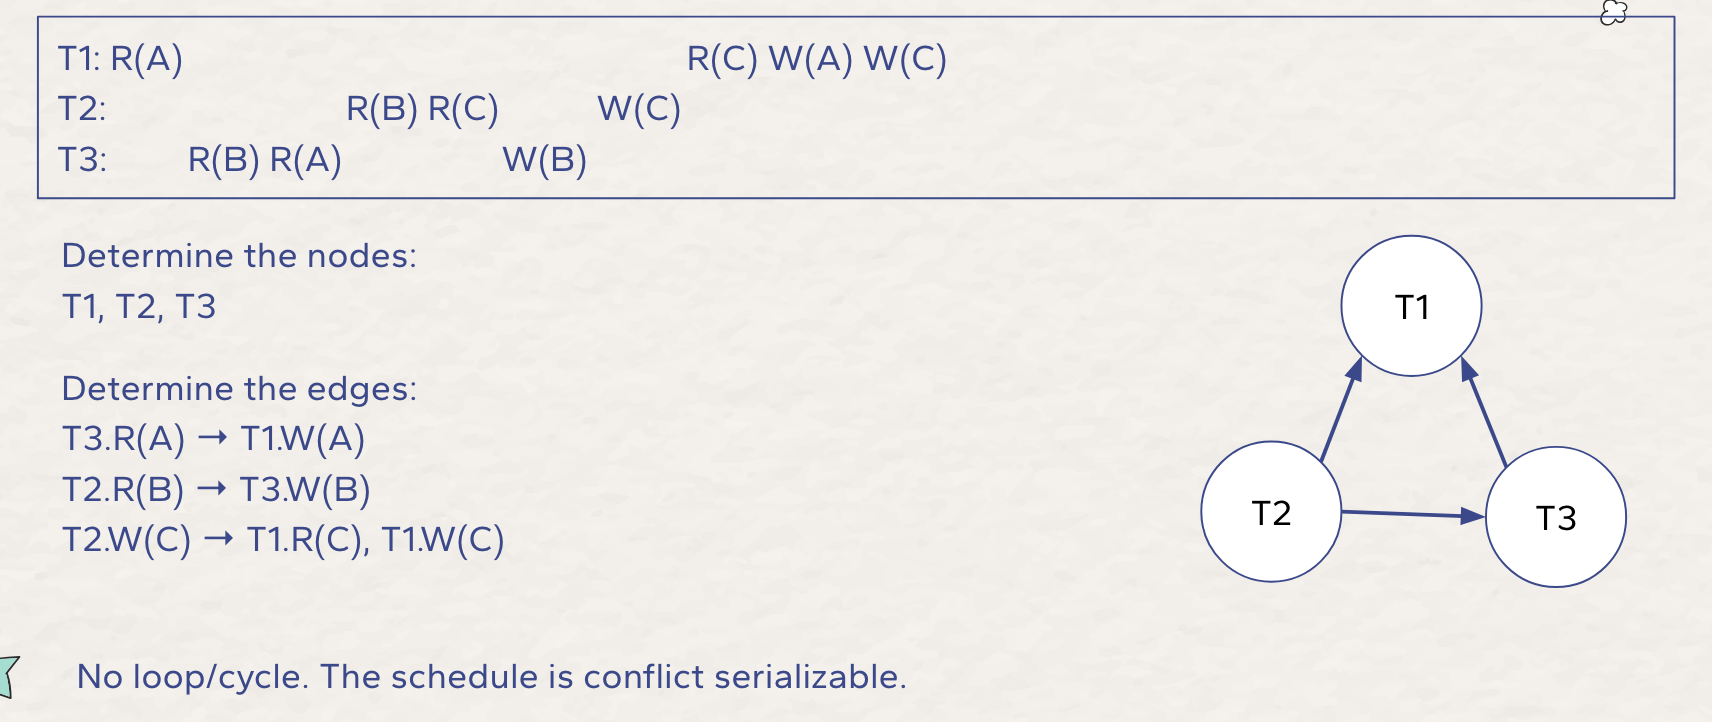 T1: R(A) R(C) W(A) W(C)
T2: R(B) R(C) W(C)
T3: R(B) R(A) W(B)
Determine the nodes:
T1, T2, T3
Determine the edges:
T3.R(A) → T1.W(A)
T2.R(B) → T3.W(B)
T2.W(C) → T1.R(C), T1.W(C)
T1
T2
T3
No loop/cycle. The schedule is conflict serializable.